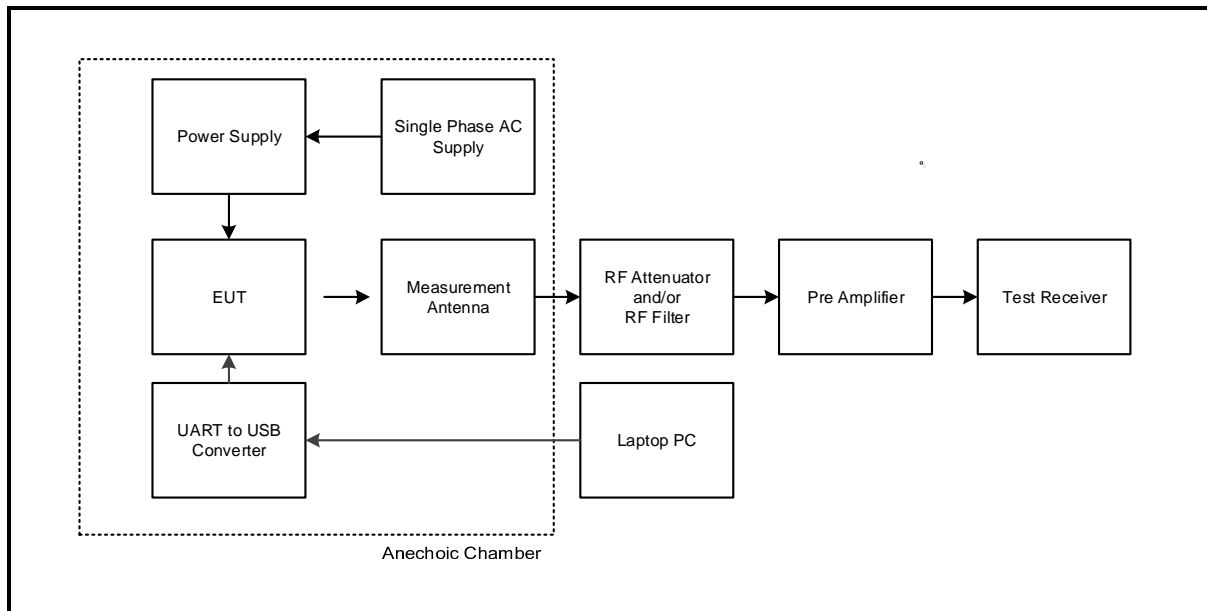 Power Supply
Single Phase AC
Supply
EUT
Measurement
Antenna
RF Attenuator
and/or
RF Filter
Pre Amplifier
Test Receiver
UART to USB
Converter
Laptop PC
Anechoic Chamber